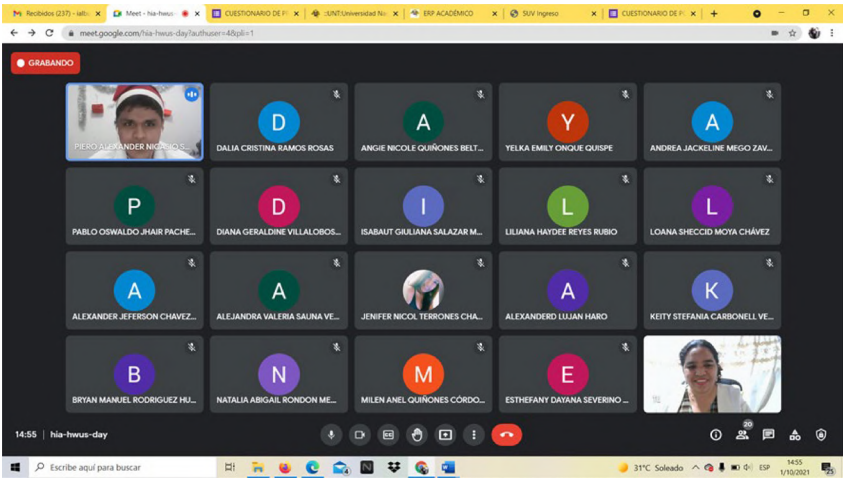 Recibidos (237) - ialb
Meet - hia-hwus-
CUESTIONARIO DE P
::UNT:Universidad Na
ERP ACADÉMICO
SUV Ingreso
CUESTIONARIO DE P
meet.google.com/hia-hwus-day?authuser=4&pli=1
GRABANDO
PIERO ALEXANDER NICANO S...
D
DALIA CRISTINA RAMOS ROSAS
A
ANGIE NICOLE QUIÑONES BELT...
Y
YELKA EMILY ONQUE QUISPE
A
ANDREA JACKELINE MEGO ZAV...
P
PABLO OSWALDO JHAIR PACHE...
D
DIANA GERALDINE VILLALOBOS...
I
ISABAUT GIULIANA SALAZAR M...
L
LILIANA HAYDEE REYES RUBIO
L
LOANA SHECCID MOYA CHÁVEZ
A
ALEXANDER JEFERSON CHAVEZ...
A
ALEJANDRA VALERIA SAUNA VE...
JENIFER NICOL TERRONES CHA...
A
ALEXANDERD LUJAN HARO
K
KEITY STEFANIA CARBONELL VE...
B
BRYAN MANUEL RODRIGUEZ HU...
N
NATALIA ABIGAIL RONDON ME...
M
MILEN ANEL QUIÑONES CÓRDO...
E
ESTHEFANY DAYANA SEVERINO ...
14:55 | hia-hwus-day
20
Escribe aquí para buscar
31°C Soleado
ESP
14:55
1/10/2021